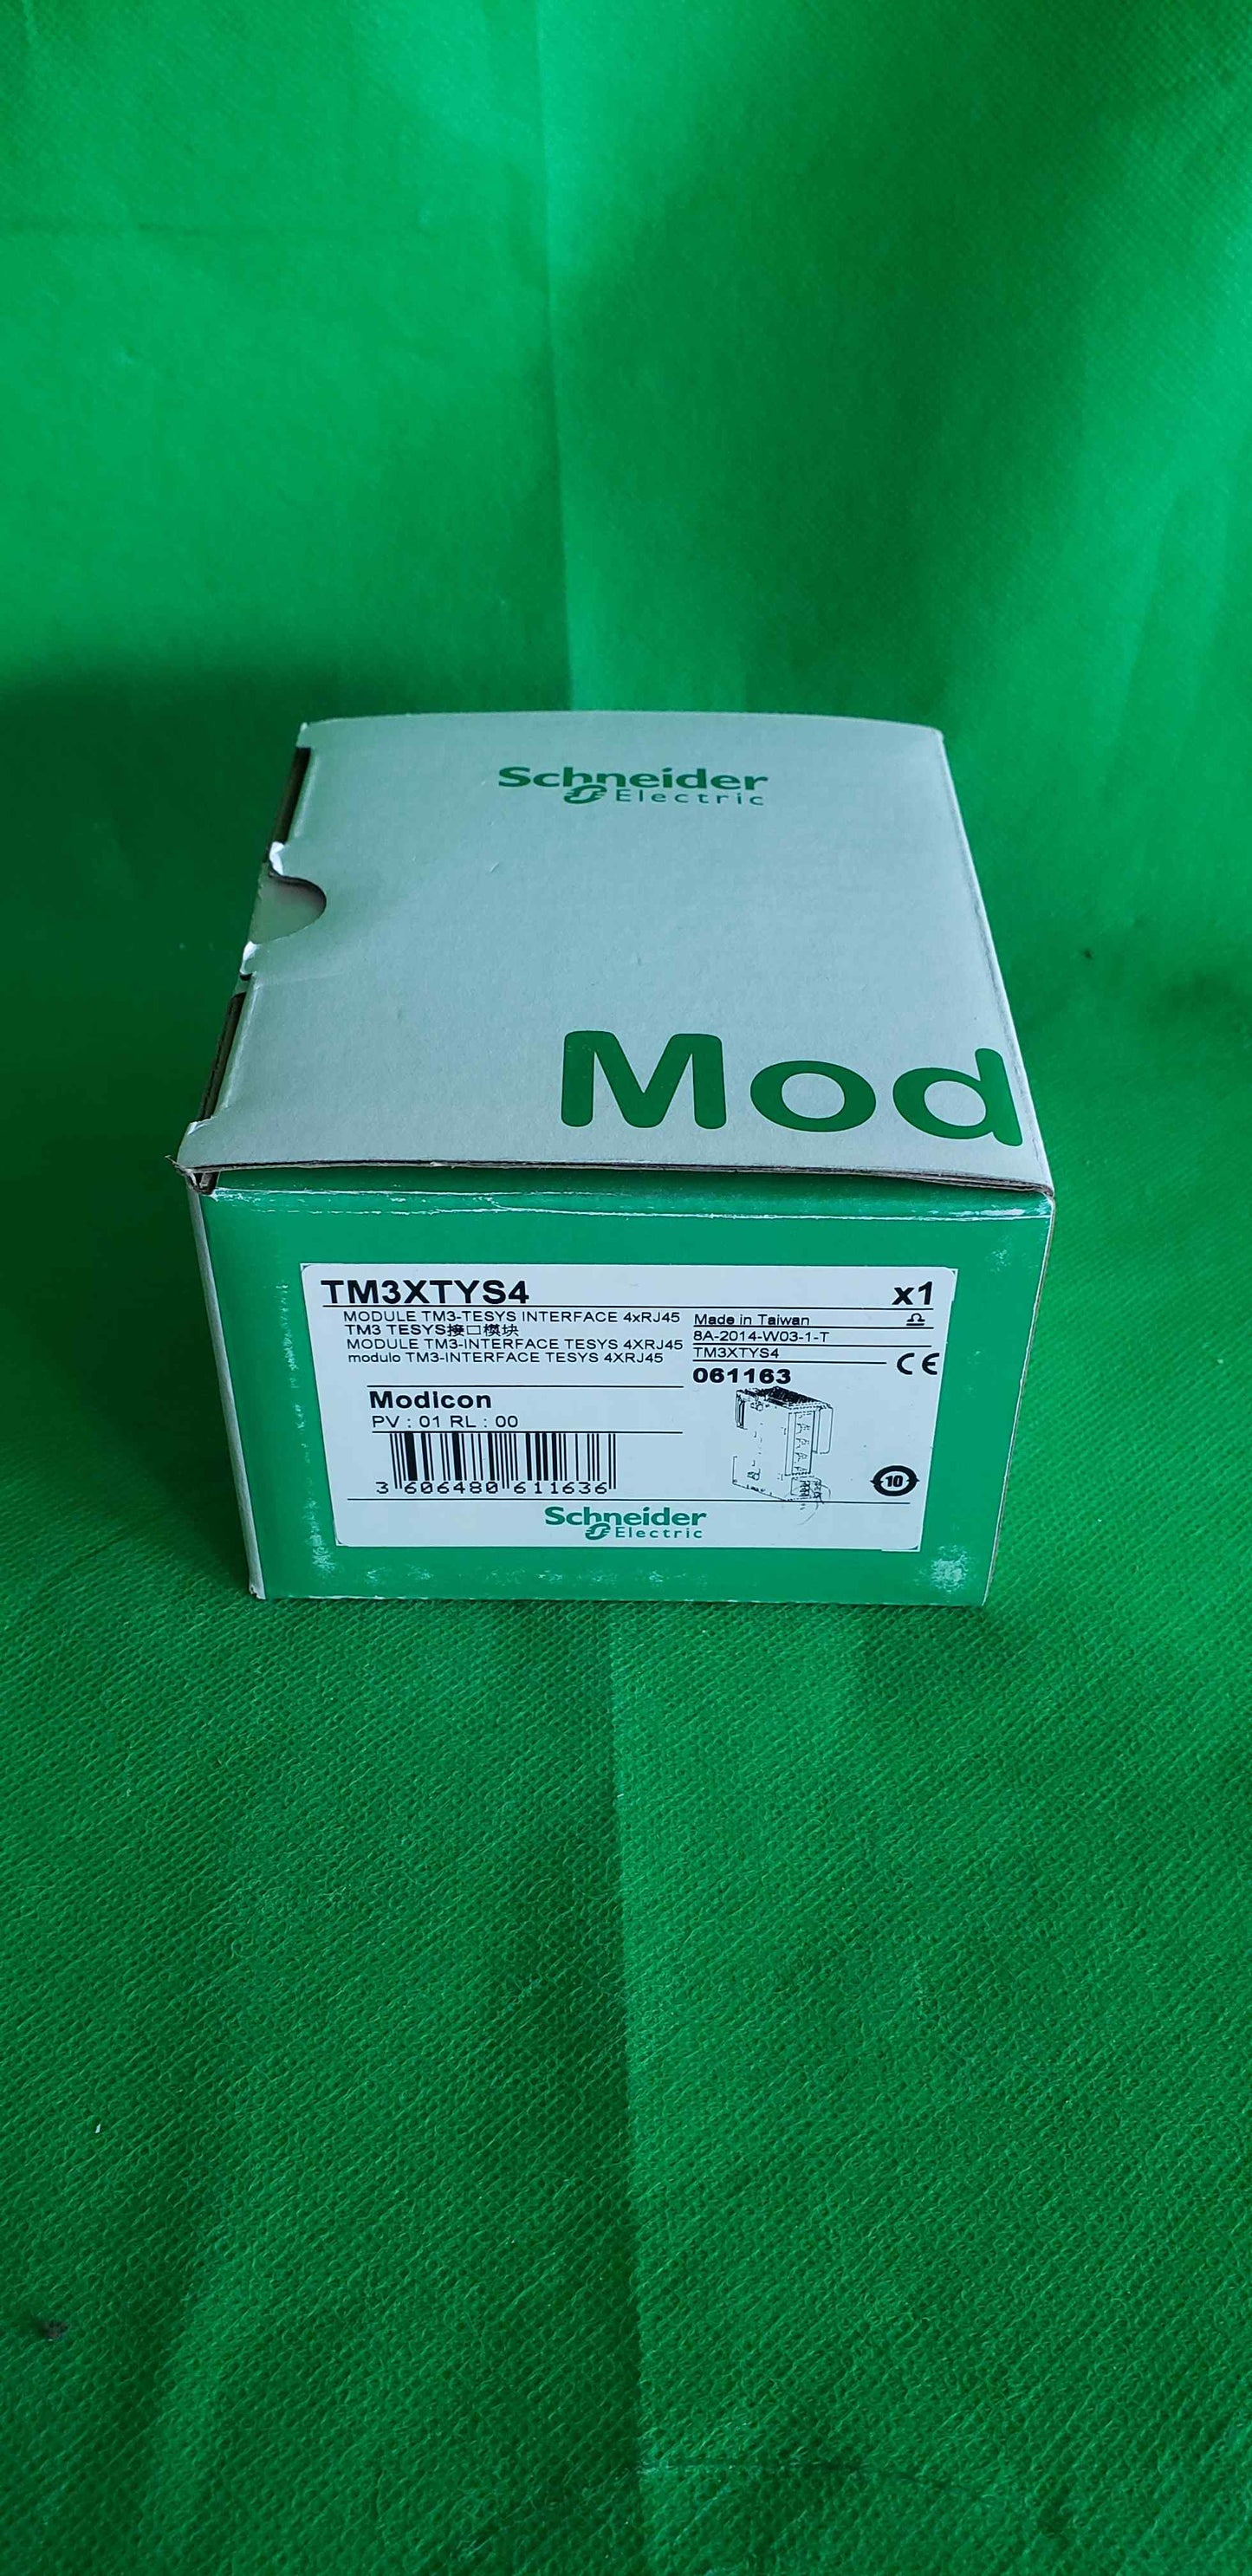 Schneider
Electric
Mod
TM3XTYS4
x1
MODULE TM3-TESYS INTERFACE 4xRJ45
TM3 TESYS接口模块
MODULE TM3-INTERFACE TESYS 4XRJ45
modulo TM3-INTERFACE TESYS 4XRJ45
Made in Taiwan
8A-2014-W03-1-T
TM3XTYS4
061163
CE
Modicon
PV : 01 RL : 00
3 606480 611636
10
Schneider
Electric